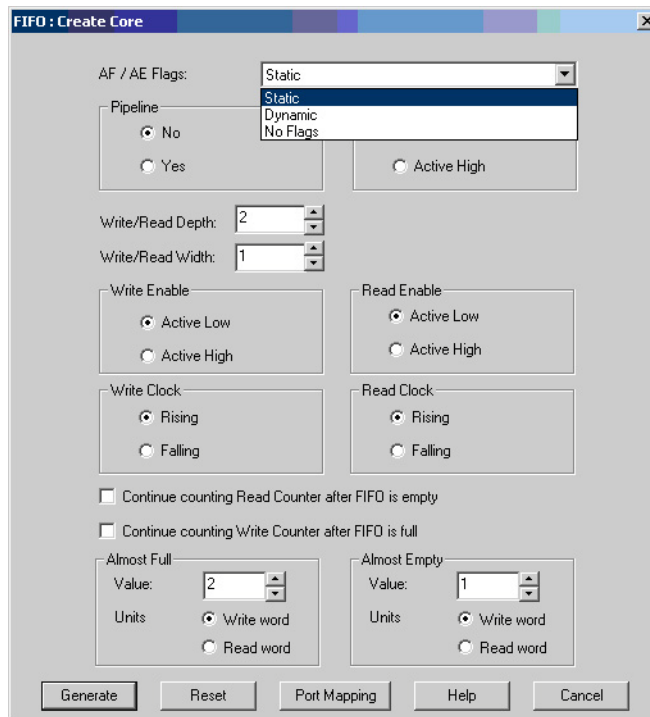 FIFO : Create Core
AF / AE Flags: Static
Static
Dynamic
No Flags
Pipeline
No
Yes
Active High
Write/Read Depth: 2
Write/Read Width: 1
Write Enable
Active Low
Active High
Read Enable
Active Low
Active High
Write Clock
Rising
Falling
Read Clock
Rising
Falling
Continue counting Read Counter after FIFO is empty
Continue counting Write Counter after FIFO is full
Almost Full
Value: 2
Units Write word
Read word
Almost Empty
Value: 1
Units Write word
Read word
Generate Reset Port Mapping Help Cancel